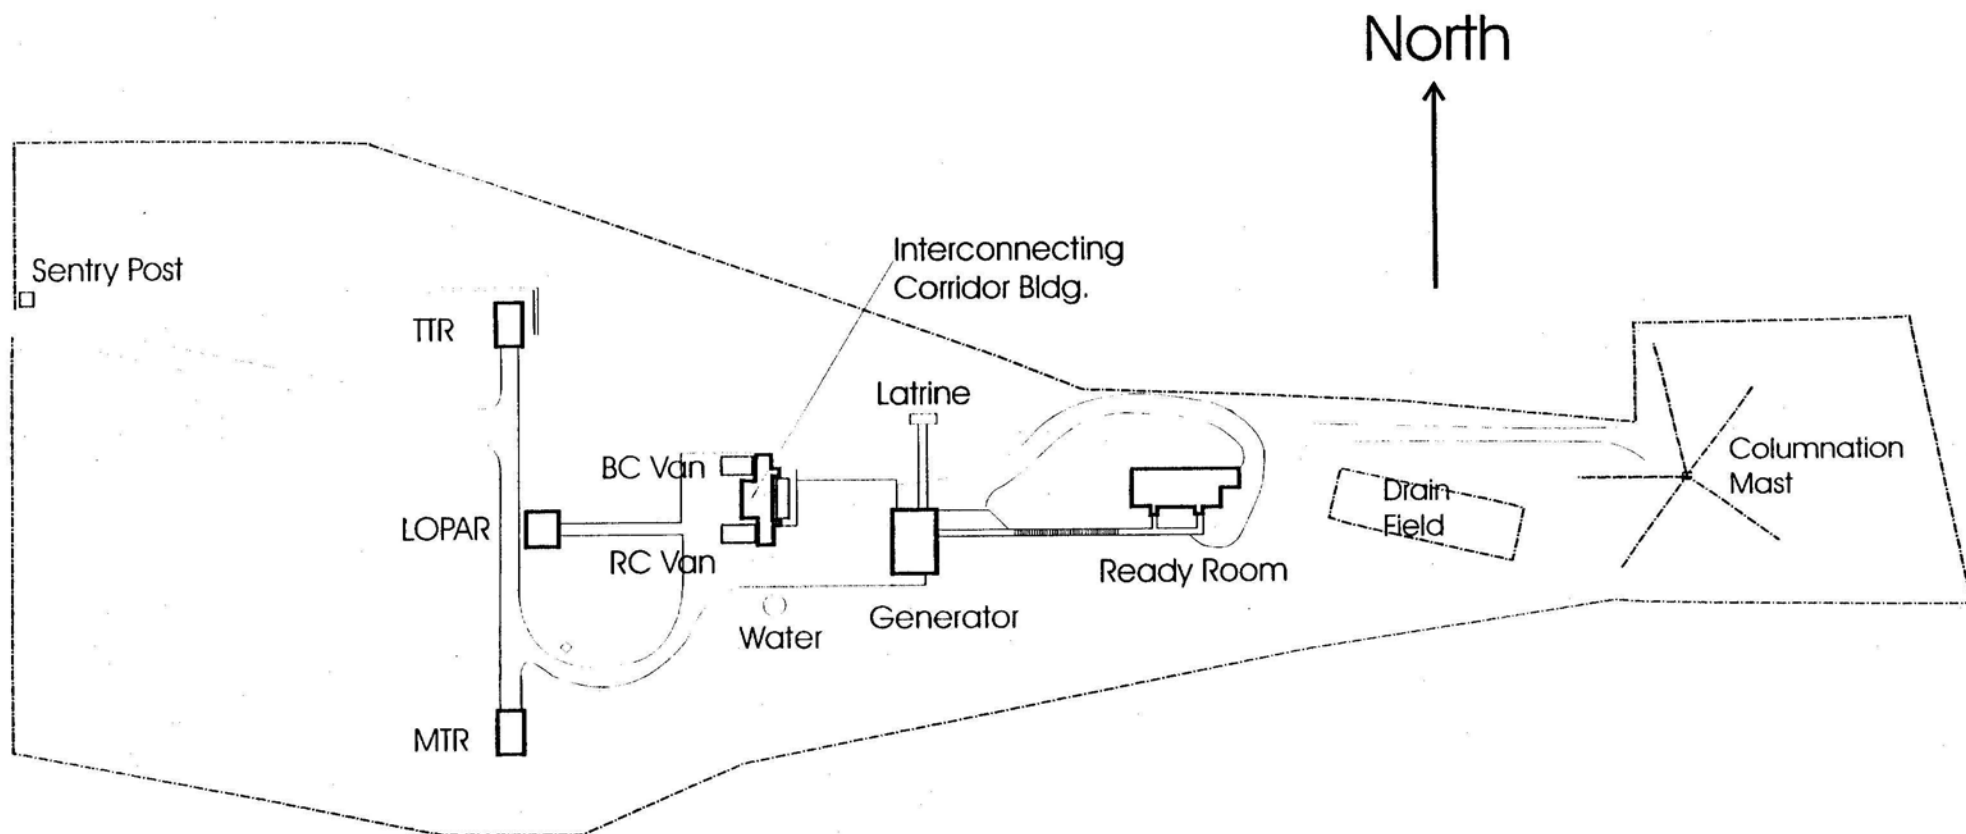 North
Sentry Post
Interconnecting
Corridor Bldg.
TTR
Latrine
BC Van
Columnation
Mast
Drain
Field
LOPAR
RC Van
Ready Room
Generator
Water
MTR